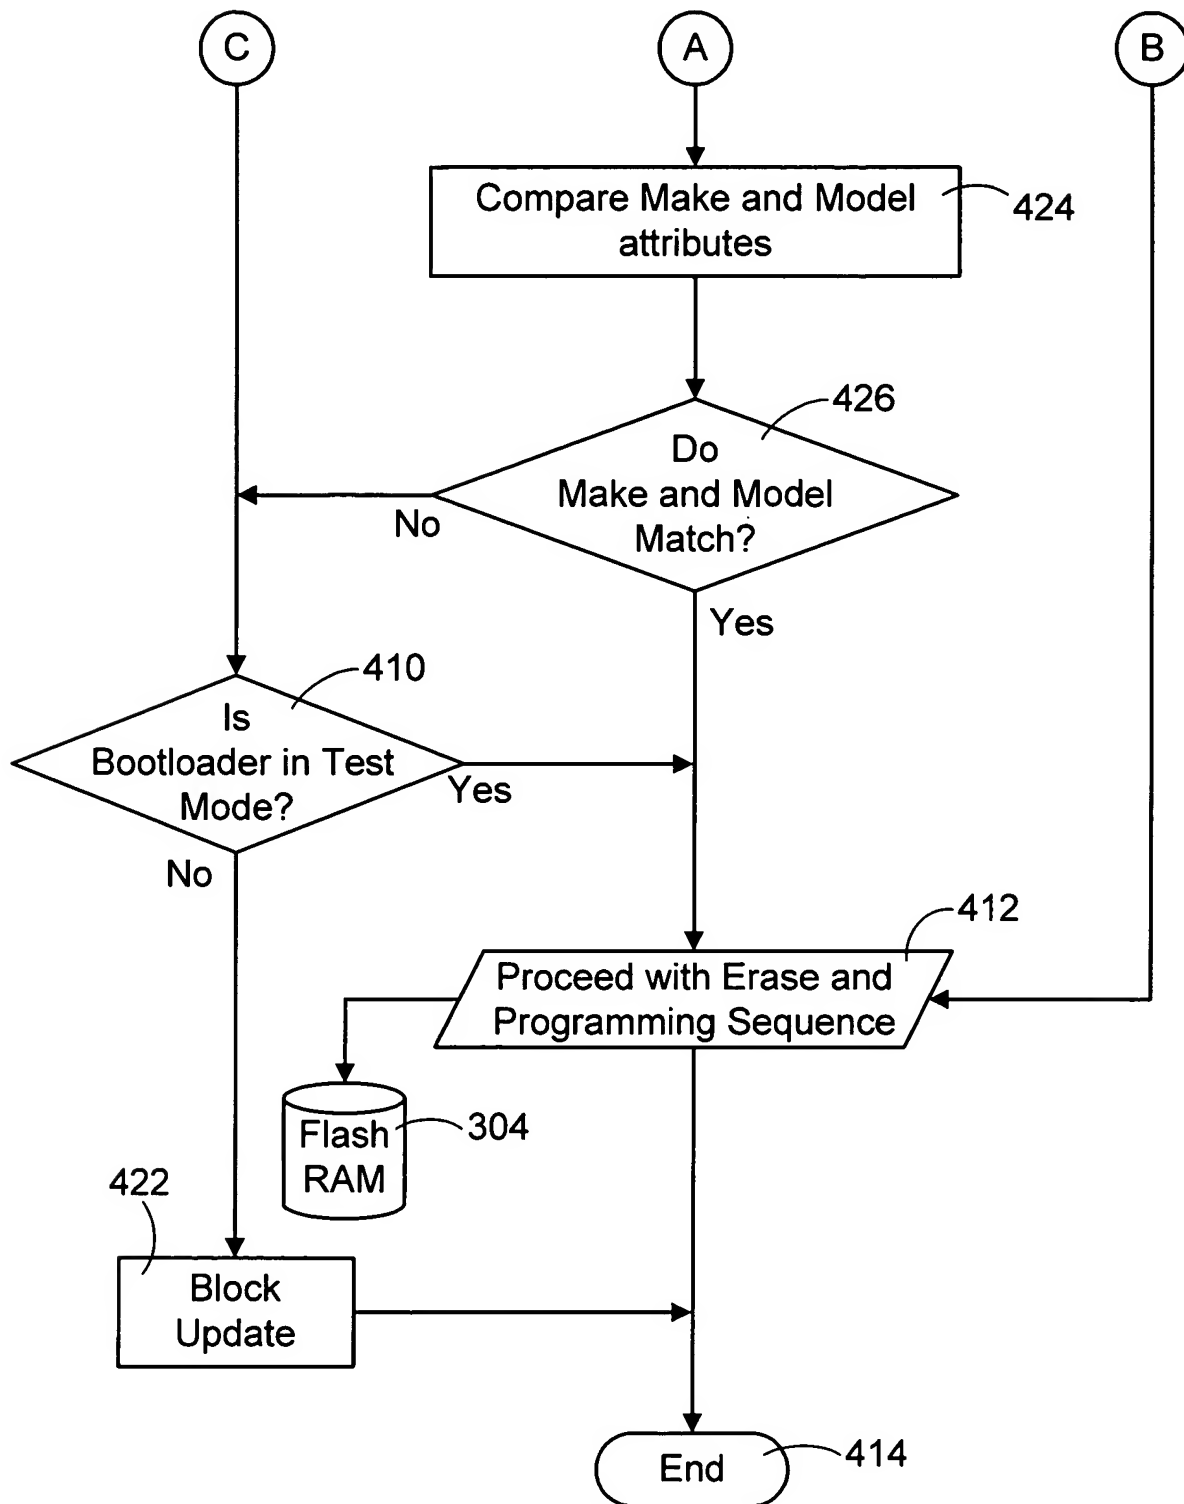 C
A
B
Compare Make and Model
attributes
424
426
Do
Make and Model
Match?
No
Yes
410
Is
Bootloader in Test
Mode?
Yes
No
412
Proceed with Erase and
Programming Sequence
Flash
RAM
304
422
Block
Update
End
414